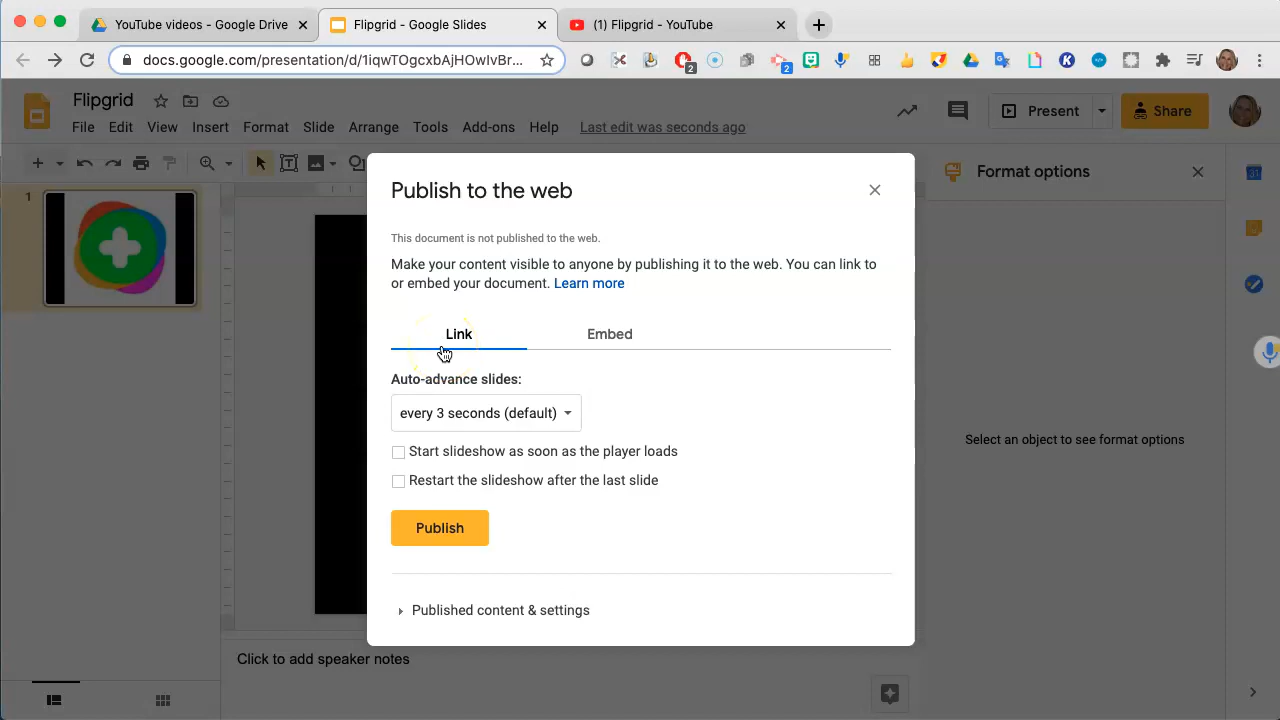 YouTube videos - Google Drive
Flipgrid - Google Slides
(1) Flipgrid - YouTube
docs.google.com/presentation/d/1iqwTOgcxbAjHOwIvBr...
2
2
Flipgrid
Present
Share
File Edit View Insert Format Slide Arrange Tools Add-ons Help Last edit was seconds ago
Format options
1
Publish to the web
This document is not published to the web.
Make your content visible to anyone by publishing it to the web. You can link to
or embed your document. Learn more
Link Embed
Auto-advance slides:
every 3 seconds (default)
Start slideshow as soon as the player loads
Restart the slideshow after the last slide
Publish
Published content & settings
Select an object to see format options
Click to add speaker notes